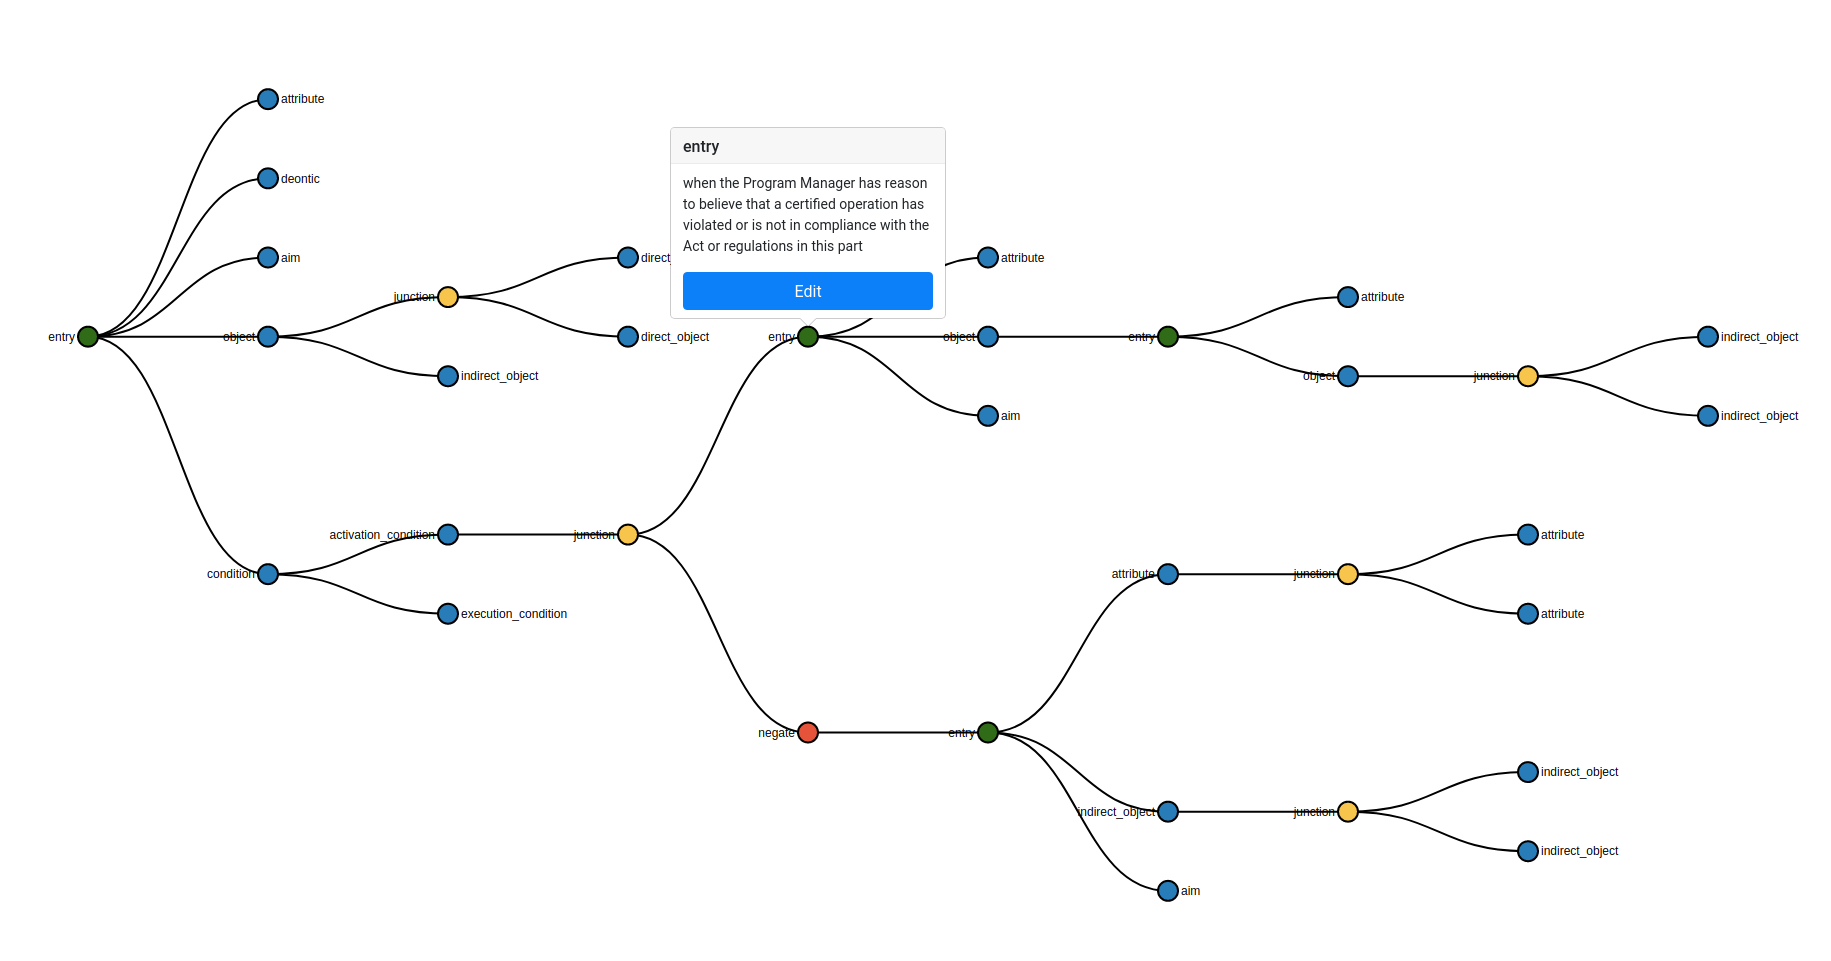 attribute
entry
deontic
when the Program Manager has reason
to believe that a certified operation has
violated or is not in compliance with the
Act or regulations in this part
Edit
aim
direct
attribute
junction
attribute
entry
object
direct_object
entry
object
entry
indirect_object
indirect_object
object
junction
aim
indirect_object
activation_condition
junction
attribute
condition
attribute
junction
execution_condition
attribute
negate
entry
indirect_object
indirect_object
junction
indirect_object
aim